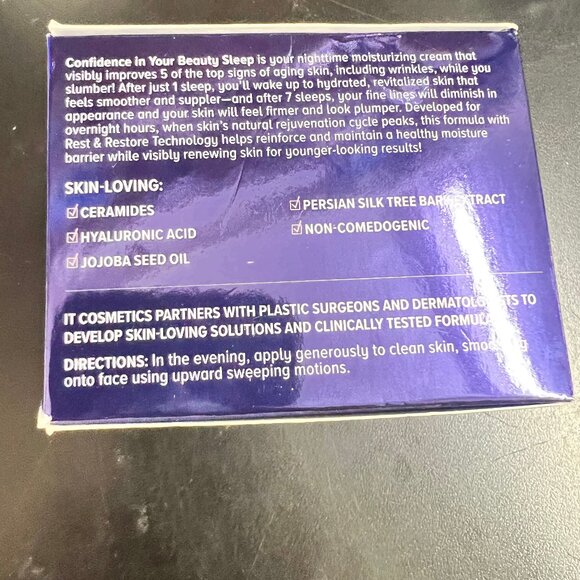 Confidence in Your Beauty Sleep is your nighttime moisturizing cream that
visibly improves 5 of the top signs of aging skin, including wrinkles, while you
slumber! After just 1 sleep, you'll wake up to hydrated, revitalized skin that
feels smoother and suppler—and after 7 sleeps, your fine lines will diminish in
appearance and your skin will feel firmer and look plumper. Developed for
overnight hours, when skin's natural rejuvenation cycle peaks, this formula with
Rest & Restore Technology helps reinforce and maintain a healthy moisture
barrier while visibly renewing skin for younger-looking results!
SKIN-LOVING:
☑ CERAMIDES
☑ HYALURONIC ACID
☑ JOJOBA SEED OIL
☑ PERSIAN SILK TREE BARK EXTRACT
☑ NON-COMEDOGENIC
IT COSMETICS PARTNERS WITH PLASTIC SURGEONS AND DERMATOLOGISTS TO
DEVELOP SKIN-LOVING SOLUTIONS AND CLINICALLY TESTED
DIRECTIONS: In the evening, apply generously to clean skin,
onto face using upward sweeping motions.